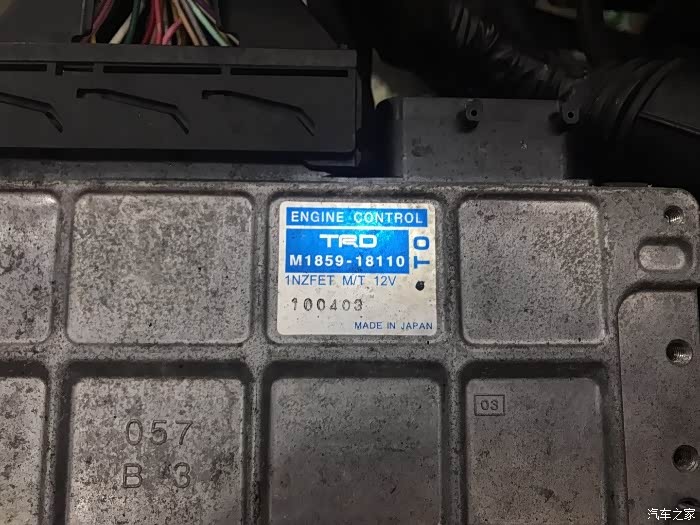 ENGINE CONTROL
TRD
M1859-18110
TO
1NZFET M/T 12V
100403
MADE IN JAPAN
057
B 3
03
汽车之家